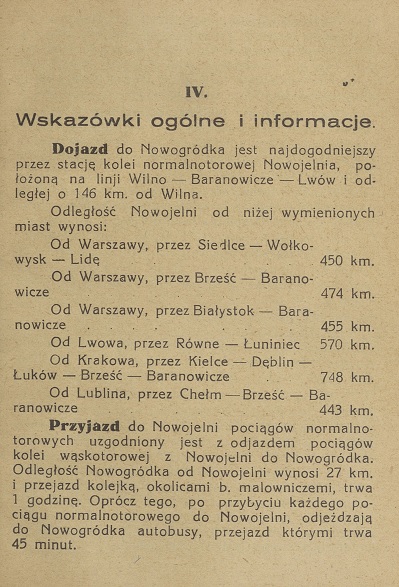 IV.
Wskazówki ogólne i informacje.
Dojazd do Nowogródka jest najdogodniejszy
przez stację kolei normalnotorowej Nowojelnia, po-
łożoną na linji Wilno — Baranowicze — Lwów i od-
ległej o 146 km. od Wilna.
Odległość Nowojelni od niżej wymienionych
miast wynosi:
Od Warszawy, przez Siedlce — Wołko-
wysk — Lidę . . . . 450 km.
Od Warszawy, przez Brześć — Barano-
wicze . . . . 474 km.
Od Warszawy, przez Białystok — Bara-
nowicze . . . . 455 km.
Od Lwowa, przez Równe — Łuniniec 570 km.
Od Krakowa, przez Kielce — Dęblin —
Łuków — Brześć — Baranowicze . . 748 km.
Od Lublina, przez Chełm — Brześć — Ba-
ranowicze . . . . 443 km.
Przyjazd do Nowojelni pociągów normalno-
torowych uzgodniony jest z odjazdem pociągów
kolei wąskotorowej z Nowojelni do Nowogródka.
Odległość Nowogródka od Nowojelni wynosi 27 km.
i przejazd kolejką, okolicami b. malowniczemi, trwa
1 godzinę. Oprócz tego, po przybyciu każdego po-
ciągu normalnotorowego do Nowojelni, odjeżdzają
do Nowogródka autobusy, przejazd którymi trwa
45 minut.